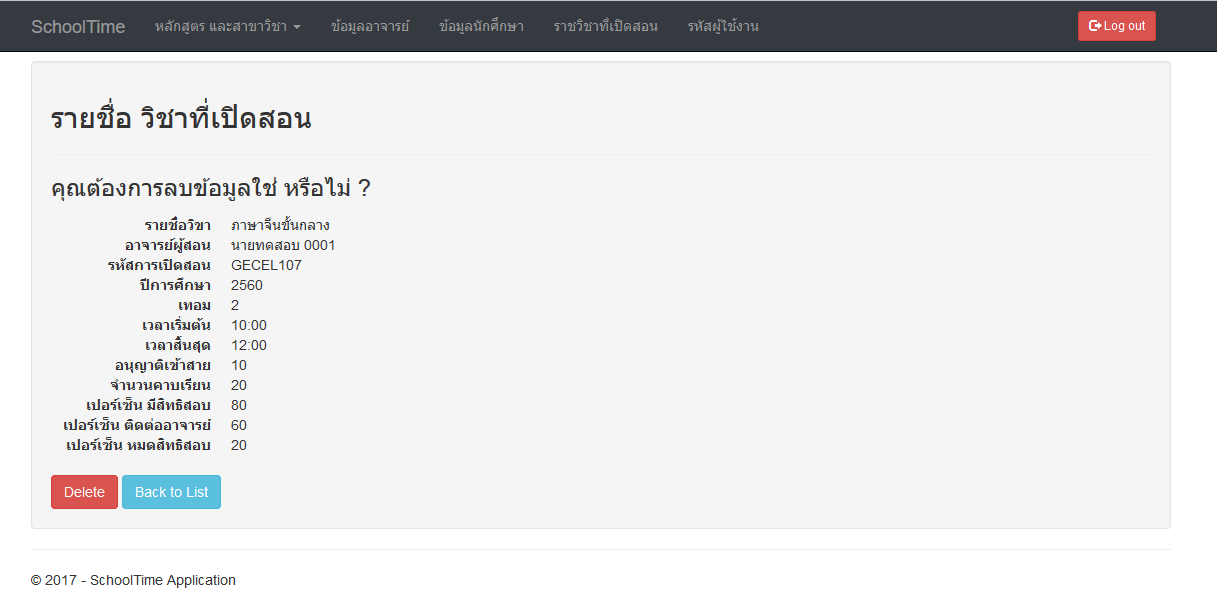 SchoolTime หลักสูตร และสาขาวิชา ข้อมูลอาจารย์ ข้อมูลนักศึกษา ราชวิชาที่เปิดสอน รหัสผู้ใช้งาน Log out
รายชื่อ วิชาที่เปิดสอน
คุณต้องการลบข้อมูลใช่ หรือไม่ ?
รายชื่อวิขา ภาษาจีนขั้นกลาง
อาจารย์ผู้สอน นายทดสอบ 0001
รหัสการเปิดสอน GECEL107
ปีการศึกษา 2560
เทอม 2
เวลาเริ่มต้น 10:00
เวลาสิ้นสุด 12:00
อนุญาติเข้าสาย 10
จำนวนคาบเรียน 20
เปอร์เซ็น มีสิทธิสอบ 80
เปอร์เซ็น ติดต่ออาจารย์ 60
เปอร์เซ็น หมดสิทธิสอบ 20
Delete Back to List
© 2017 - SchoolTime Application